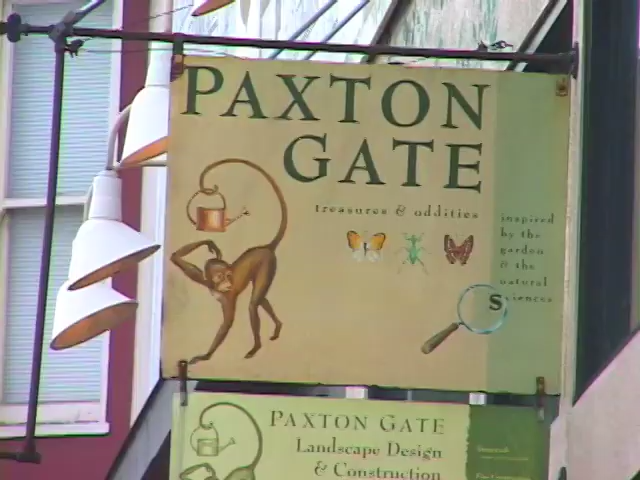 PAXTON
GATE
treasures & oddities
inspired
by the
garden
& the
natural
sciences
PAXTON GATE
Landscape Design
& Construction